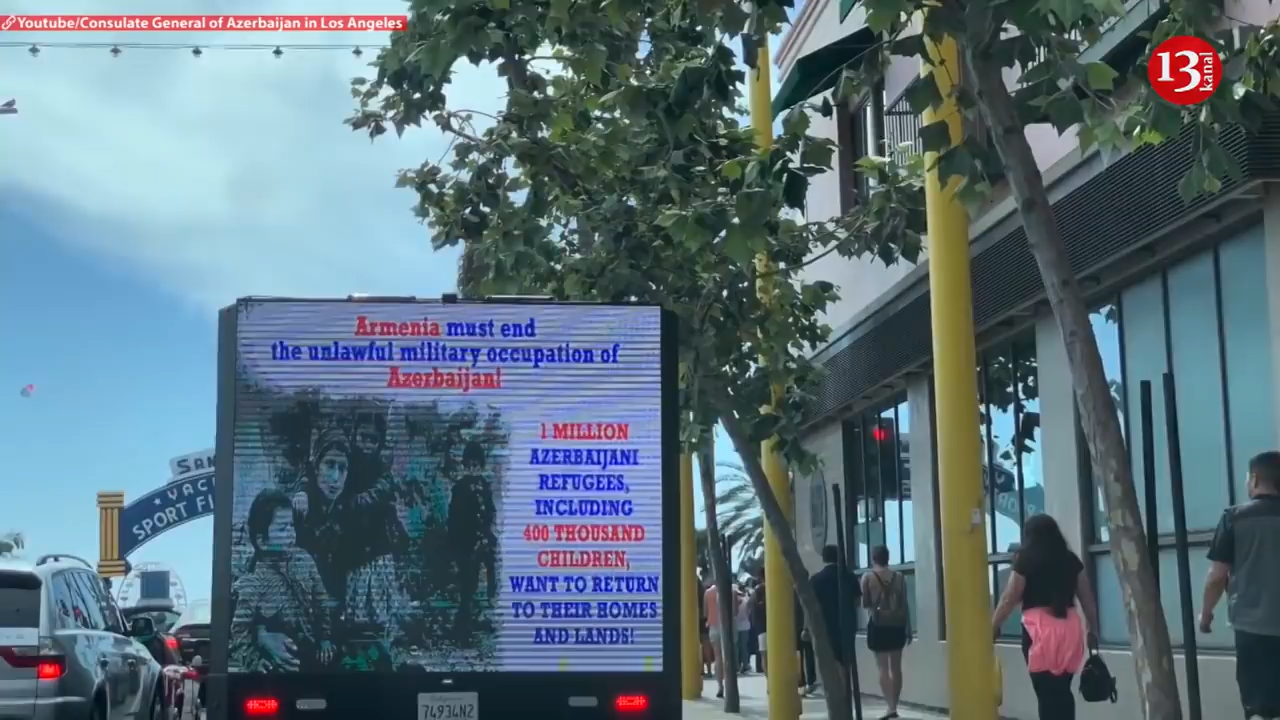 Youtube/Consulate General of Azerbaijan in Los Angeles
13
kanal
Armenia must end
the unlawful military occupation of
Azerbaijan!
1 MILLION
AZERBAIJANI
REFUGEES,
INCLUDING
400 THOUSAND
CHILDREN,
WANT TO RETURN
TO THEIR HOMES
AND LANDS!
SAN
YAC
SPORT FI
74934N2